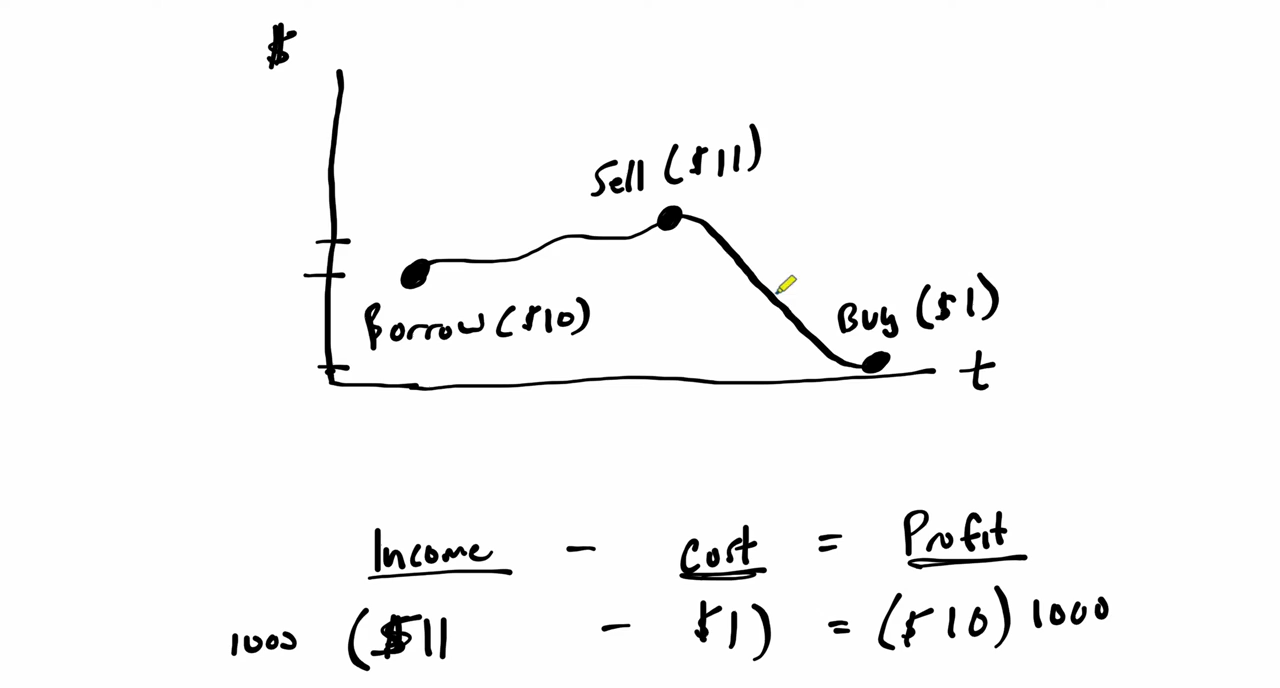 $
Sell ($11)
Borrow ($10)
Buy ($1)
t
Income - Cost = Profit
1000 ($11 - $1) = ($10) 1000